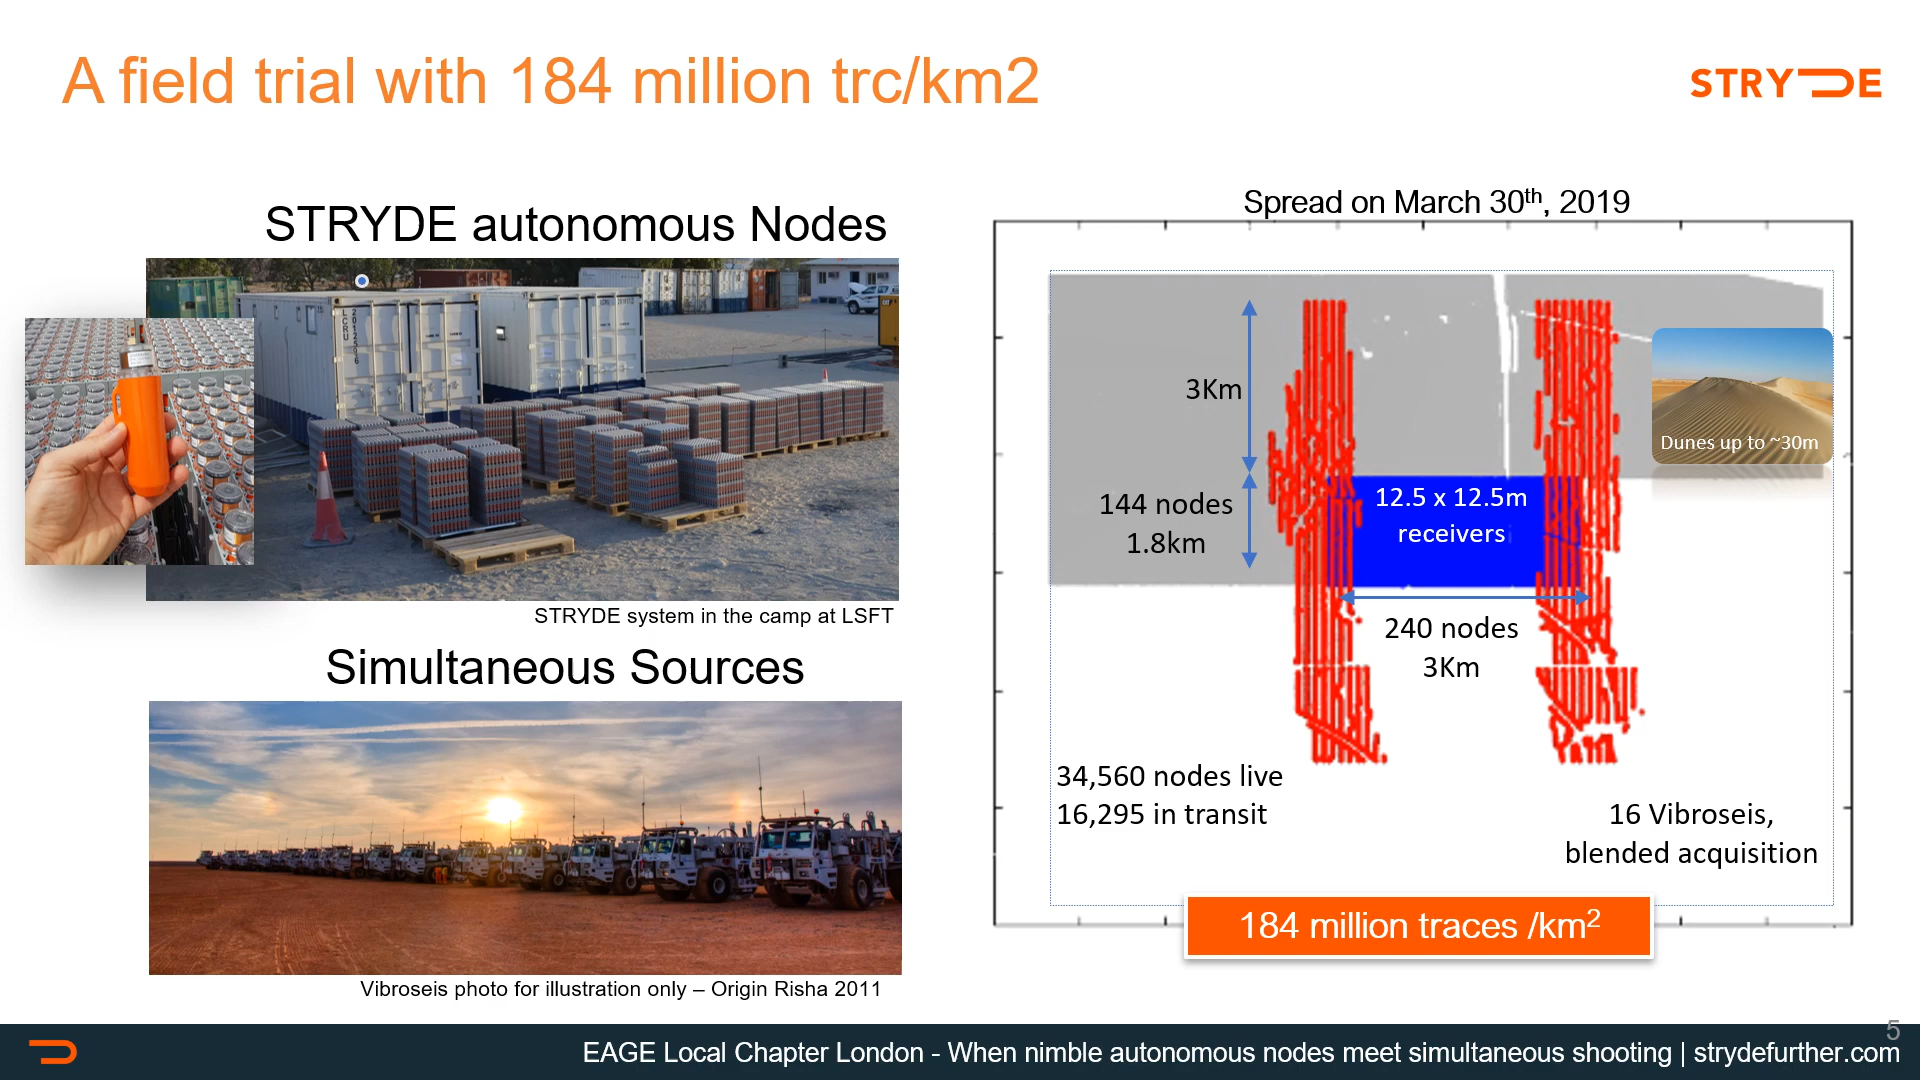 A field trial with 184 million trc/km2
STRYDE
STRYDE autonomous Nodes
STRYDE system in the camp at LSFT
Simultaneous Sources
Vibroseis photo for illustration only – Origin Risha 2011
Spread on March 30th, 2019
3Km
Dunes up to ~30m
144 nodes
1.8km
12.5 x 12.5m
receivers
240 nodes
3Km
34,560 nodes live
16,295 in transit
16 Vibroseis,
blended acquisition
184 million traces /km²
5
EAGE Local Chapter London - When nimble autonomous nodes meet simultaneous shooting | strydefurther.com